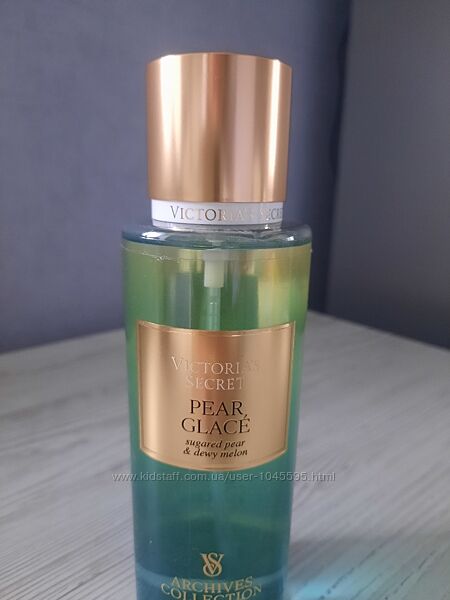 VICTORIA'S SECRET
VICTORIA'S
SECRET
PEAR
GLACÉ
sugared pear
& dewy melon
www.kidstaff.com.ua/user-1045595.html
VS
ARCHIVES
COLLECTION